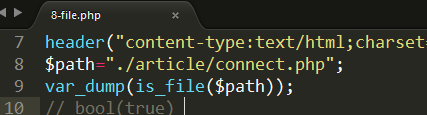 8-file.php ×
7 header("content-type:text/html;charset=
8 $path="./article/connect.php";
9 var_dump(is_file($path));
10 // bool(true)